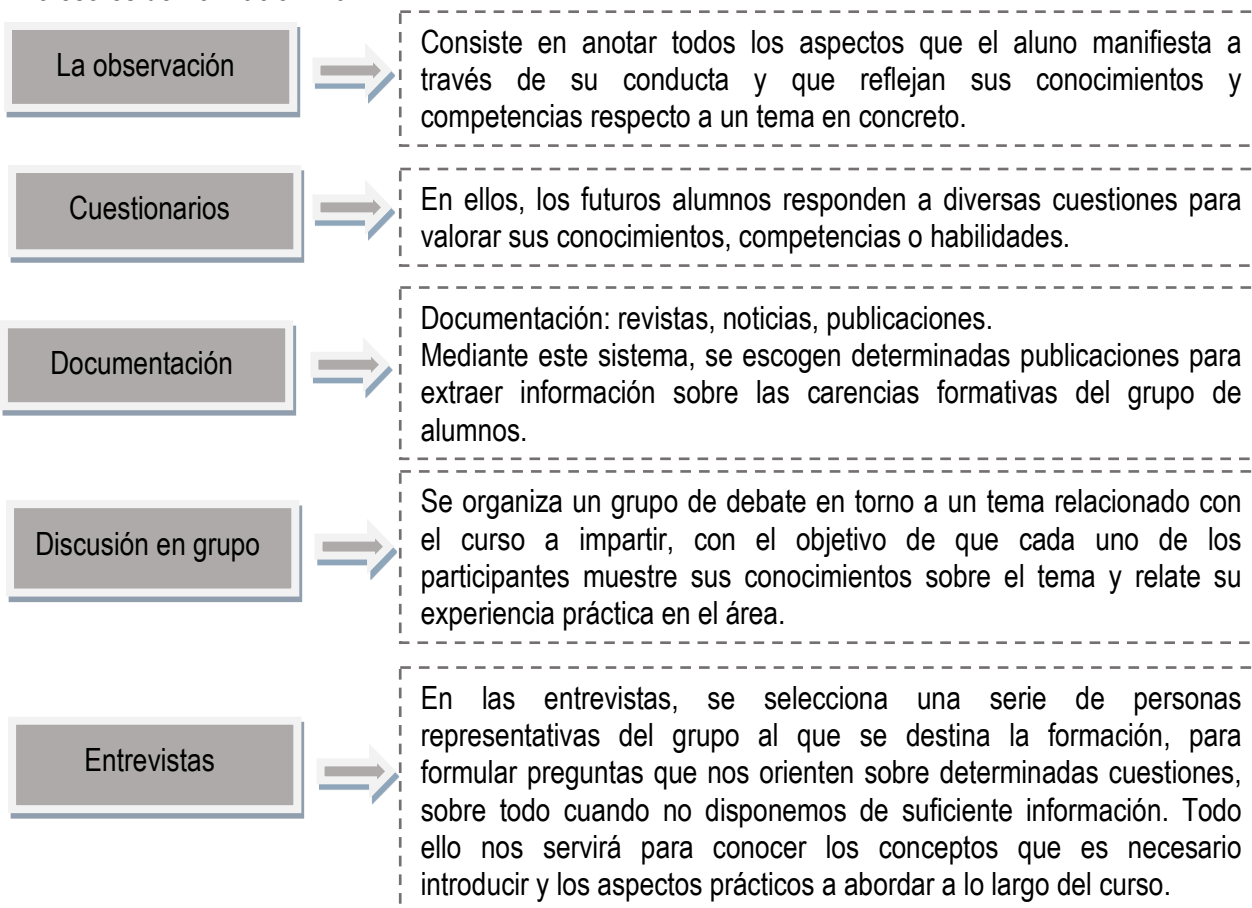 La observación
Consiste en anotar todos los aspectos que el aluno manifiesta a
través de su conducta y que reflejan sus conocimientos y
competencias respecto a un tema en concreto.
Cuestionarios
En ellos, los futuros alumnos responden a diversas cuestiones para
valorar sus conocimientos, competencias o habilidades.
Documentación
Documentación: revistas, noticias, publicaciones.
Mediante este sistema, se escogen determinadas publicaciones para
extraer información sobre las carencias formativas del grupo de
alumnos.
Discusión en grupo
Se organiza un grupo de debate en torno a un tema relacionado con
el curso a impartir, con el objetivo de que cada uno de los
participantes muestre sus conocimientos sobre el tema y relate su
experiencia práctica en el área.
Entrevistas
En las entrevistas, se selecciona una serie de personas
representativas del grupo al que se destina la formación, para
formular preguntas que nos orienten sobre determinadas cuestiones,
sobre todo cuando no disponemos de suficiente información. Todo
ello nos servirá para conocer los conceptos que es necesario
introducir y los aspectos prácticos a abordar a lo largo del curso.